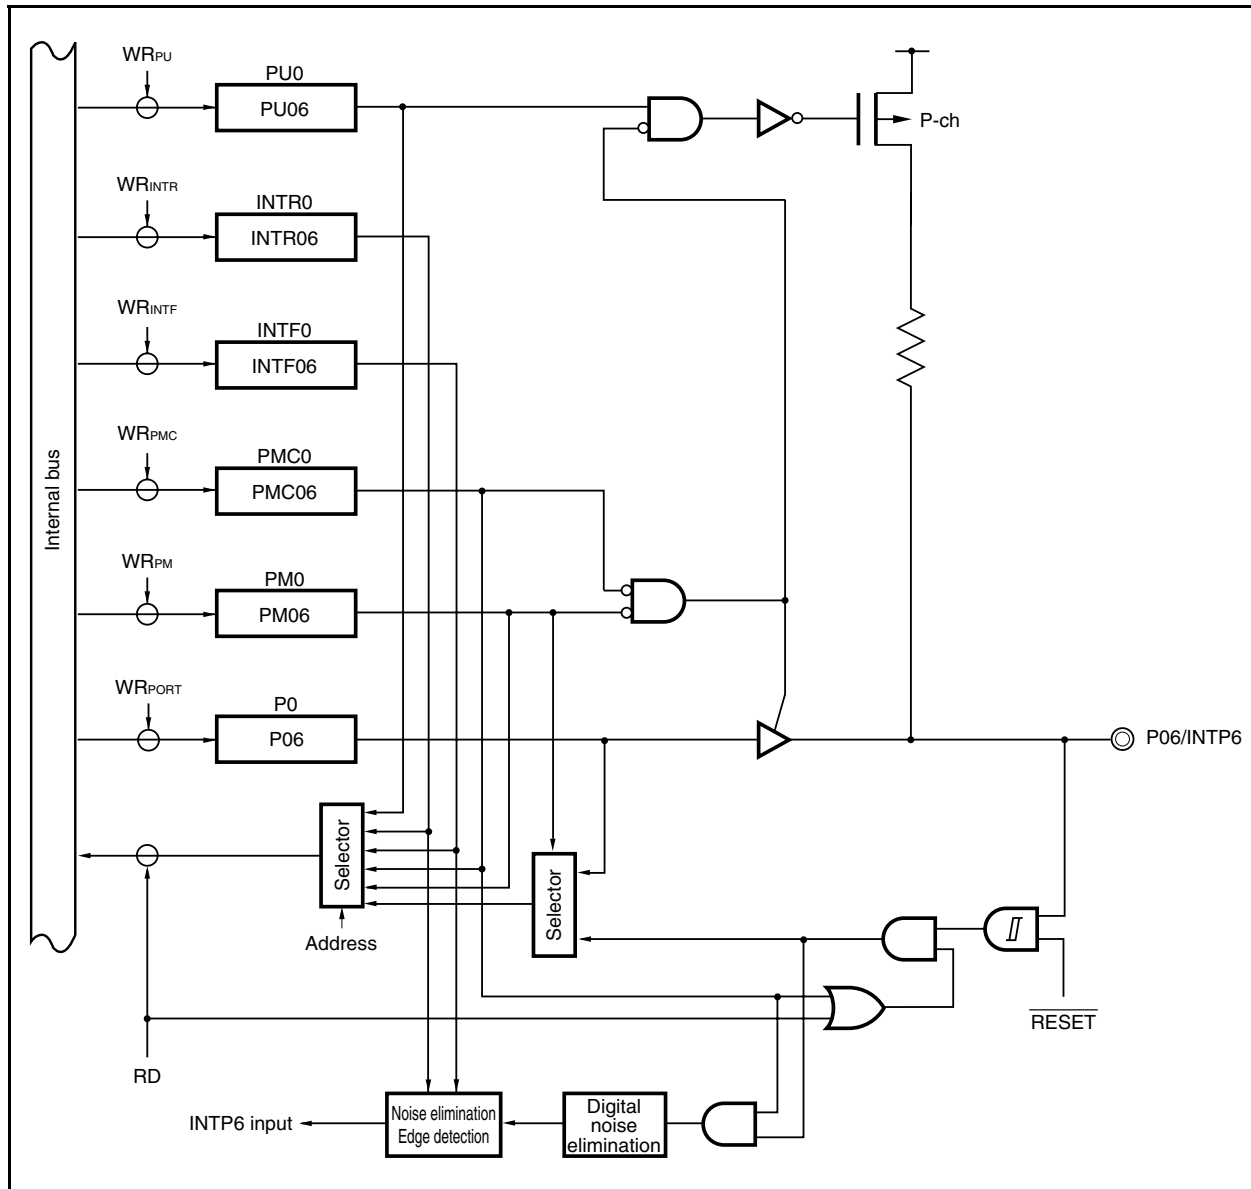 WRPU
PU0
PU06
P-ch
WRINTR
INTR0
INTR06
WRINTF
INTF0
INTF06
WRPMC
PMC0
PMC06
Internal bus
WRPM
PM0
PM06
WRPORT
P0
P06
P06/INTP6
Selector
Selector
Address
RESET
RD
INTP6 input
Noise elimination
Edge detection
Digital
noise
elimination